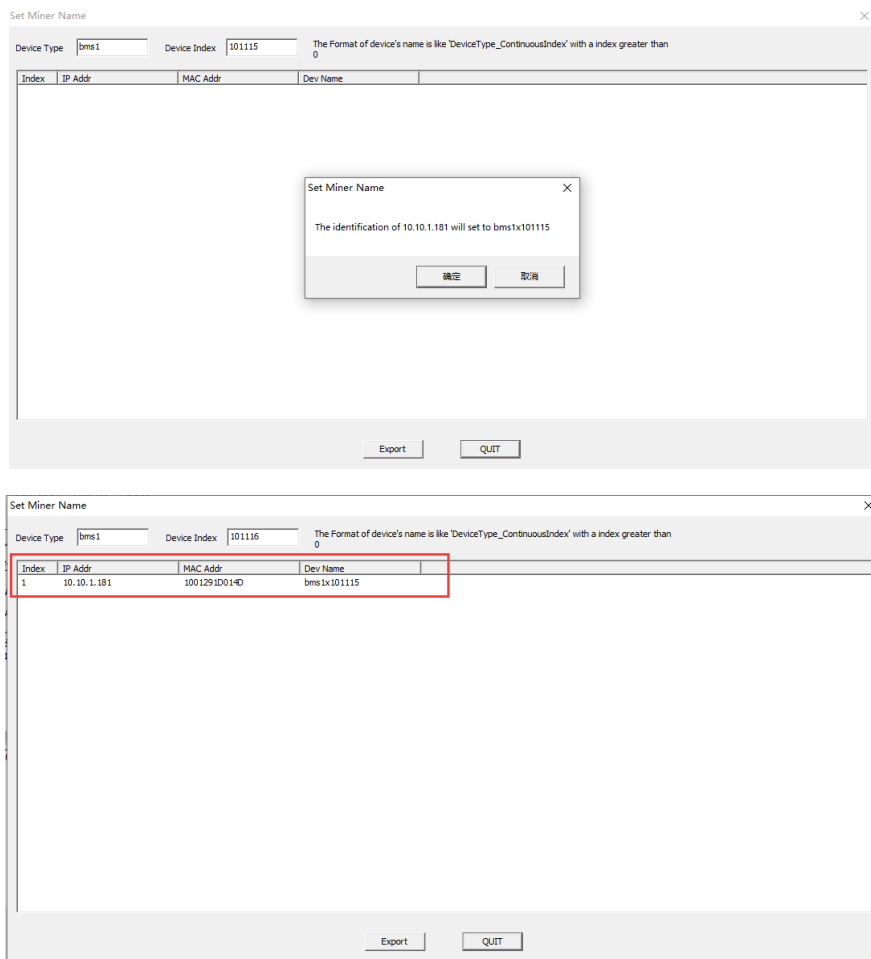 Set Miner Name
Device Type bms1 Device Index 101115 The Format of device's name is like 'DeviceType_ContinuousIndex' with a index greater than
0
Index IP Addr MAC Addr Dev Name
Set Miner Name
The identification of 10.10.1.181 will set to bms1x101115
确定 取消
Export QUIT
Set Miner Name
Device Type bms1 Device Index 101116 The Format of device's name is like 'DeviceType_ContinuousIndex' with a index greater than
0
Index IP Addr MAC Addr Dev Name
1 10.10.1.181 1001291D014D bms1x101115
Export QUIT